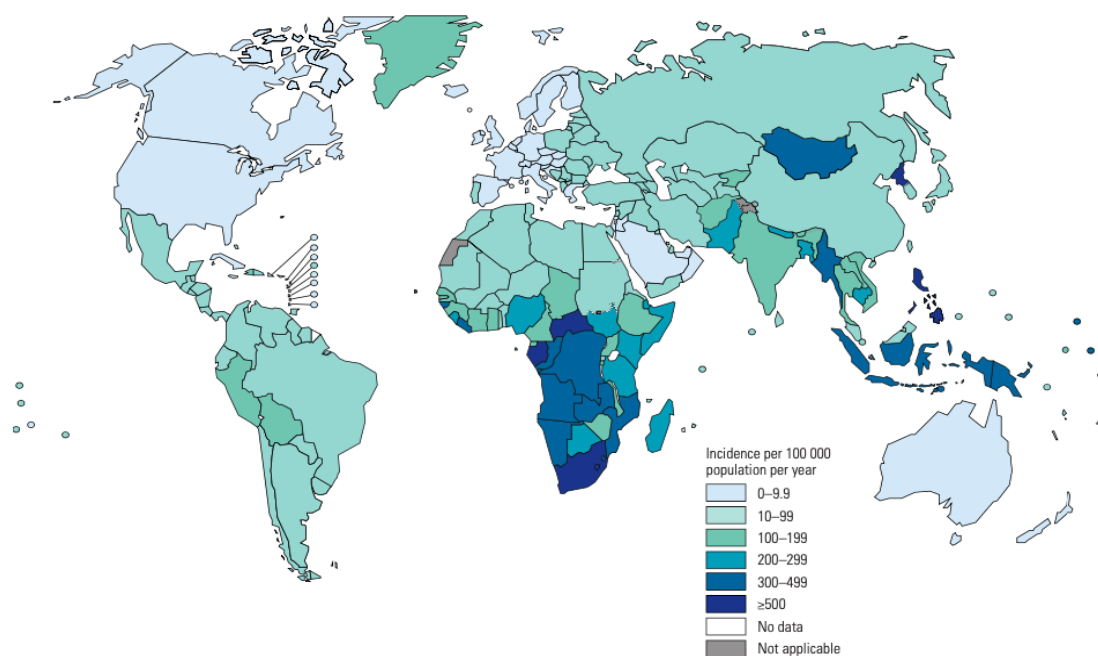 Incidence per 100 000
population per year
0–9.9
10–99
100–199
200–299
300–499
≥500
No data
Not applicable